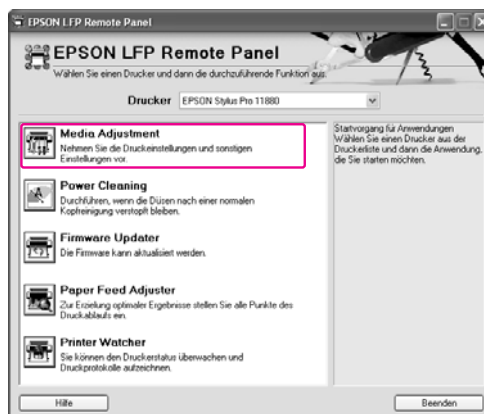 EPSON LFP Remote Panel
EPSON LFP Remote Panel
Wählen Sie einen Drucker und dann die durchzuführende Funktion aus.
Drucker
EPSON Stylus Pro 11880
Media Adjustment
Nehmen Sie die Druckeinstellungen und sonstigen
Einstellungen vor.
Power Cleaning
Durchführen, wenn die Düsen nach einer normalen
Kopfreinigung verstopft bleiben.
Firmware Updater
Die Firmware kann aktualisiert werden.
Paper Feed Adjuster
Zur Erzielung optimaler Ergebnisse stellen Sie alle Punkte des
Druckablaufs ein.
Printer Watcher
Sie können den Druckerstatus überwachen und
Druckprotokolle aufzeichnen.
Startvorgang für Anwendungen
Wählen Sie einen Drucker aus der
Druckerliste und dann die Anwendung,
die Sie starten möchten.
Hilfe
Beenden